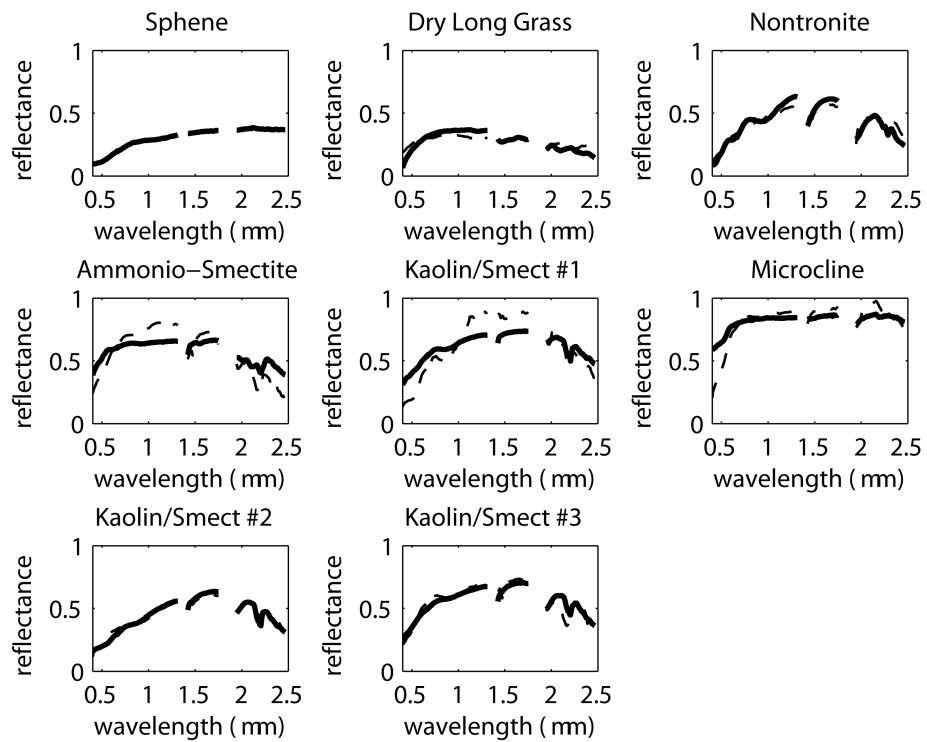 Sphene
Dry Long Grass
Nontronite
1
0.5
0
reflectance
0.5 1 1.5 2 2.5
wavelength ( mm)
1
0.5
0
reflectance
0.5 1 1.5 2 2.5
wavelength ( mm)
1
0.5
0
reflectance
0.5 1 1.5 2 2.5
wavelength ( mm)
Ammonio−Smectite
Kaolin/Smect #1
Microcline
1
0.5
0
reflectance
0.5 1 1.5 2 2.5
wavelength ( mm)
1
0.5
0
reflectance
0.5 1 1.5 2 2.5
wavelength ( mm)
1
0.5
0
reflectance
0.5 1 1.5 2 2.5
wavelength ( mm)
Kaolin/Smect #2
Kaolin/Smect #3
1
0.5
0
reflectance
0.5 1 1.5 2 2.5
wavelength ( mm)
1
0.5
0
reflectance
0.5 1 1.5 2 2.5
wavelength ( mm)